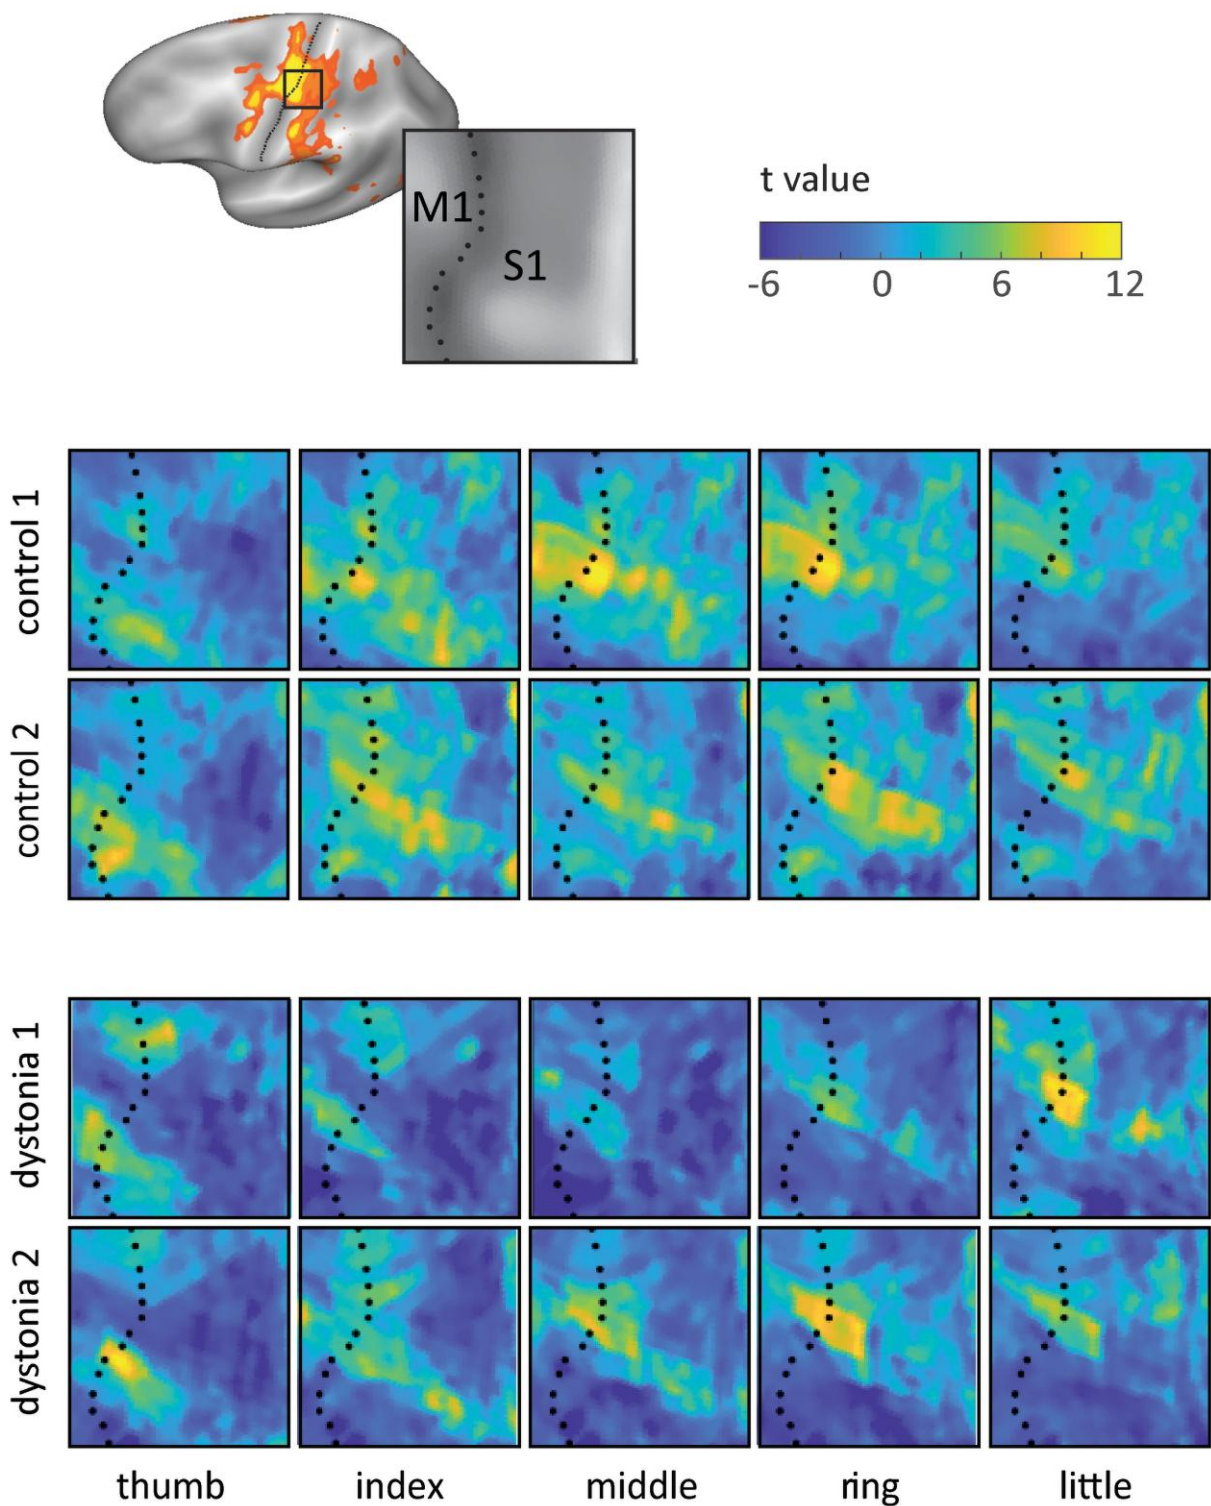 M1
S1
t value
-6 0 6 12
control 1
control 2
dystonia 1
dystonia 2
thumb index middle ring little